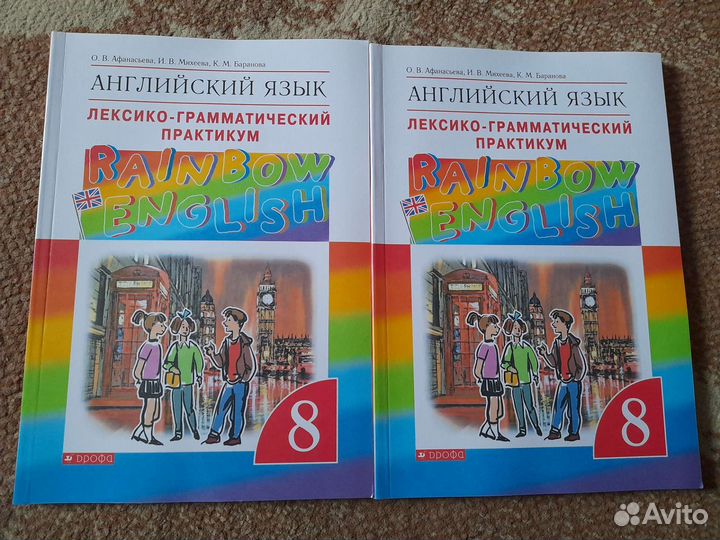 О. В. Афанасьева, И. В. Михеева, К. М. Баранова
АНГЛИЙСКИЙ ЯЗЫК
ЛЕКСИКО-ГРАММАТИЧЕСКИЙ
ПРАКТИКУМ
RAINBOW
ENGLISH
8
ДРОФА
О. В. Афанасьева, И. В. Михеева, К. М. Баранова
АНГЛИЙСКИЙ ЯЗЫК
ЛЕКСИКО-ГРАММАТИЧЕСКИЙ
ПРАКТИКУМ
RAINBOW
ENGLISH
8
ДРОФА
Avito